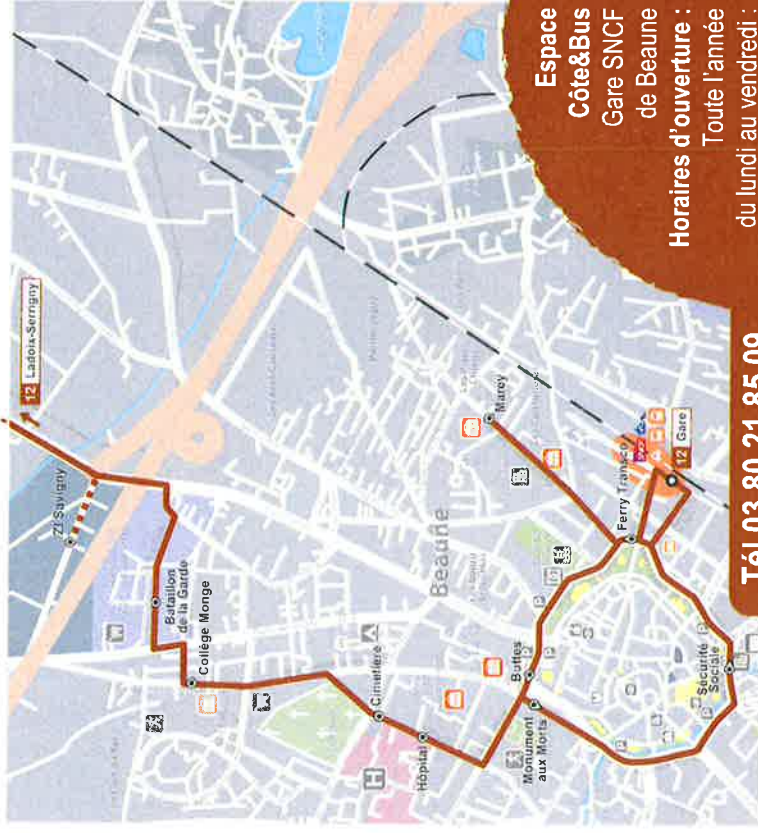 12 Ladoix-Serrigny
ZI Savigny
Bataillon
de la Garde
Collège Monge
Cimetière
Hôpital
H
Beaune
Marey
Buttes
Monument
aux Morts
Ferry Transco
12 Gare
Sécurité
Sociale
Espace
Côte&Bus
Gare SNCF
de Beaune
Horaires d'ouverture :
Toute l'année
du lundi au vendredi :
Tél 03 80 21 85 09